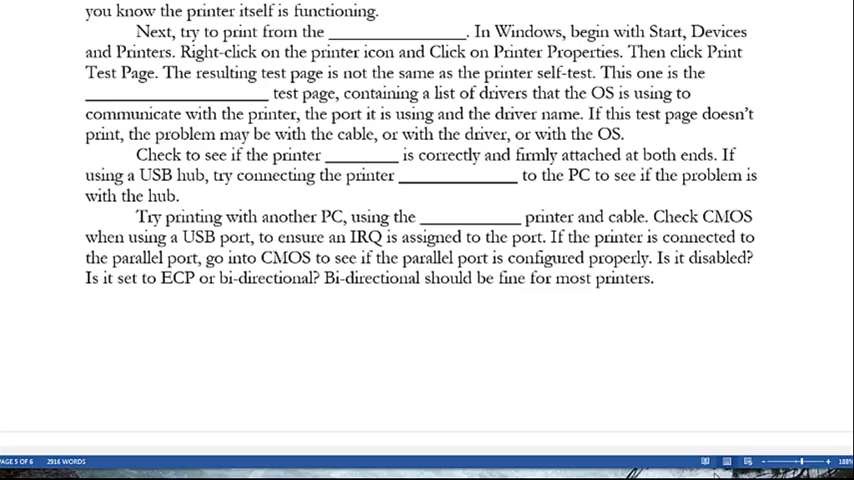 you know the printer itself is functioning.
Next, try to print from the ________________. In Windows, begin with Start, Devices
and Printers. Right-click on the printer icon and Click on Printer Properties. Then click Print
Test Page. The resulting test page is not the same as the printer self-test. This one is the
_____________________ test page, containing a list of drivers that the OS is using to
communicate with the printer, the port it is using and the driver name. If this test page doesn't
print, the problem may be with the cable, or with the driver, or with the OS.
Check to see if the printer ________ is correctly and firmly attached at both ends. If
using a USB hub, try connecting the printer ______________ to the PC to see if the problem is
with the hub.
Try printing with another PC, using the ____________ printer and cable. Check CMOS
when using a USB port, to ensure an IRQ is assigned to the port. If the printer is connected to
the parallel port, go into CMOS to see if the parallel port is configured properly. Is it disabled?
Is it set to ECP or bi-directional? Bi-directional should be fine for most printers.
PAGE 5 OF 6 2916 WORDS 188%